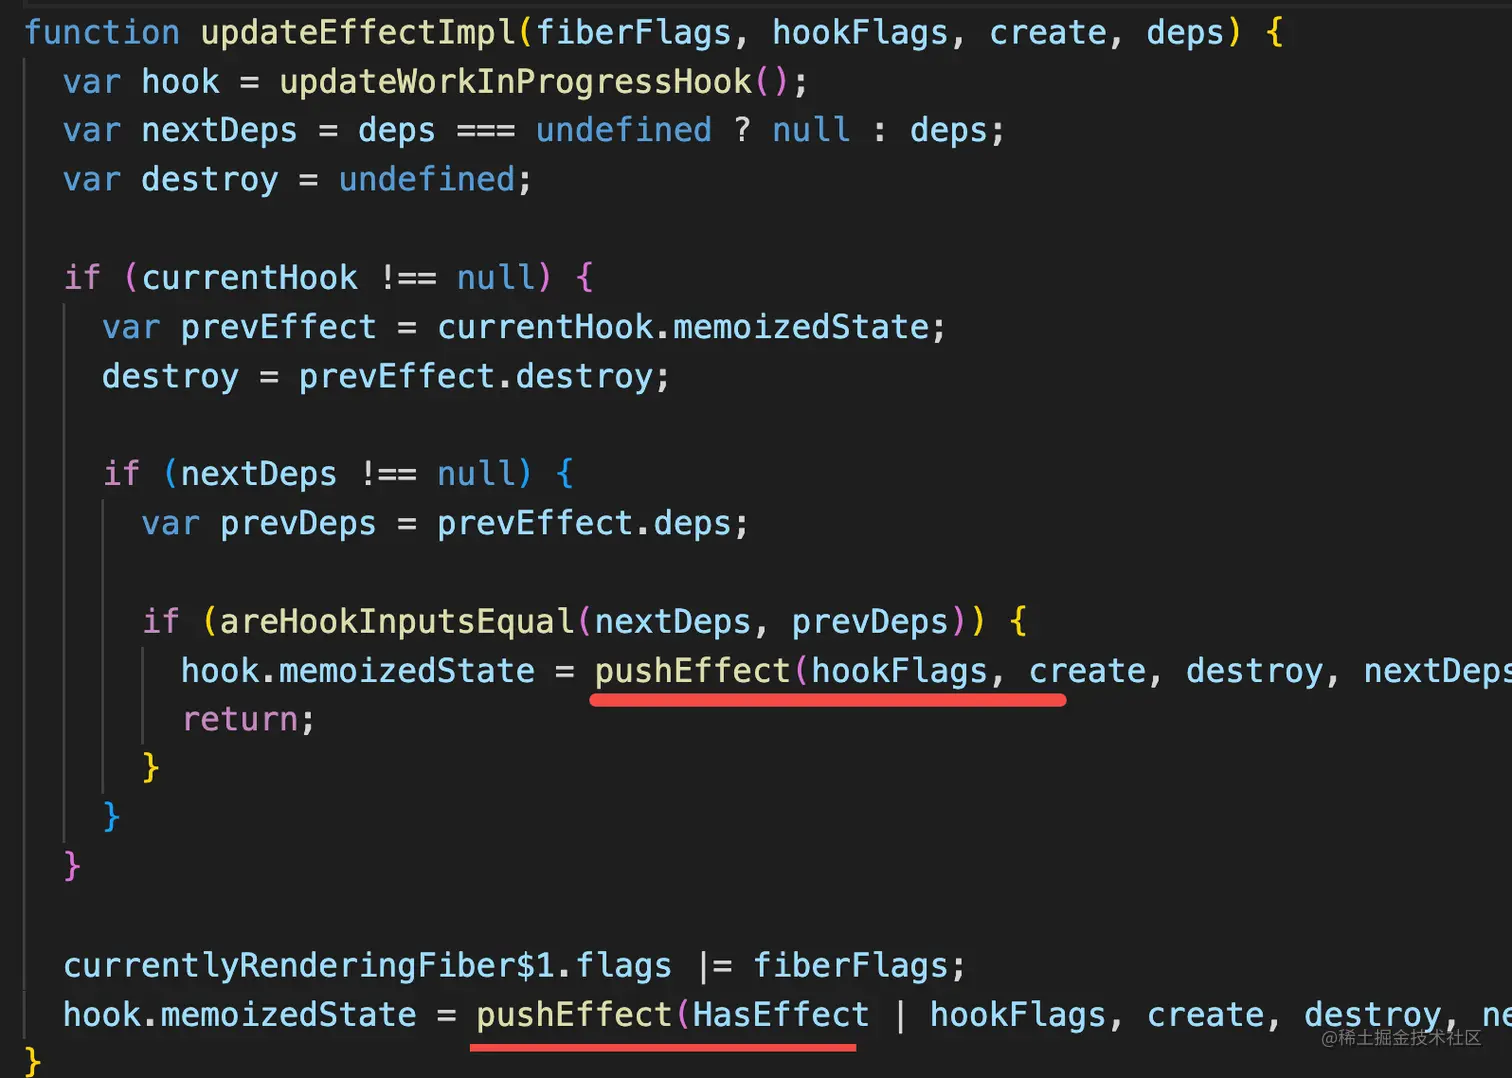 function updateEffectImpl(fiberFlags, hookFlags, create, deps) {
  var hook = updateWorkInProgressHook();
  var nextDeps = deps === undefined ? null : deps;
  var destroy = undefined;

  if (currentHook !== null) {
    var prevEffect = currentHook.memoizedState;
    destroy = prevEffect.destroy;

    if (nextDeps !== null) {
      var prevDeps = prevEffect.deps;

      if (areHookInputsEqual(nextDeps, prevDeps)) {
        hook.memoizedState = pushEffect(hookFlags, create, destroy, nextDeps
        return;
      }
    }
  }

  currentlyRenderingFiber$1.flags |= fiberFlags;
  hook.memoizedState = pushEffect(HasEffect | hookFlags, create, destroy, ne
}
@稀土掘金技术社区